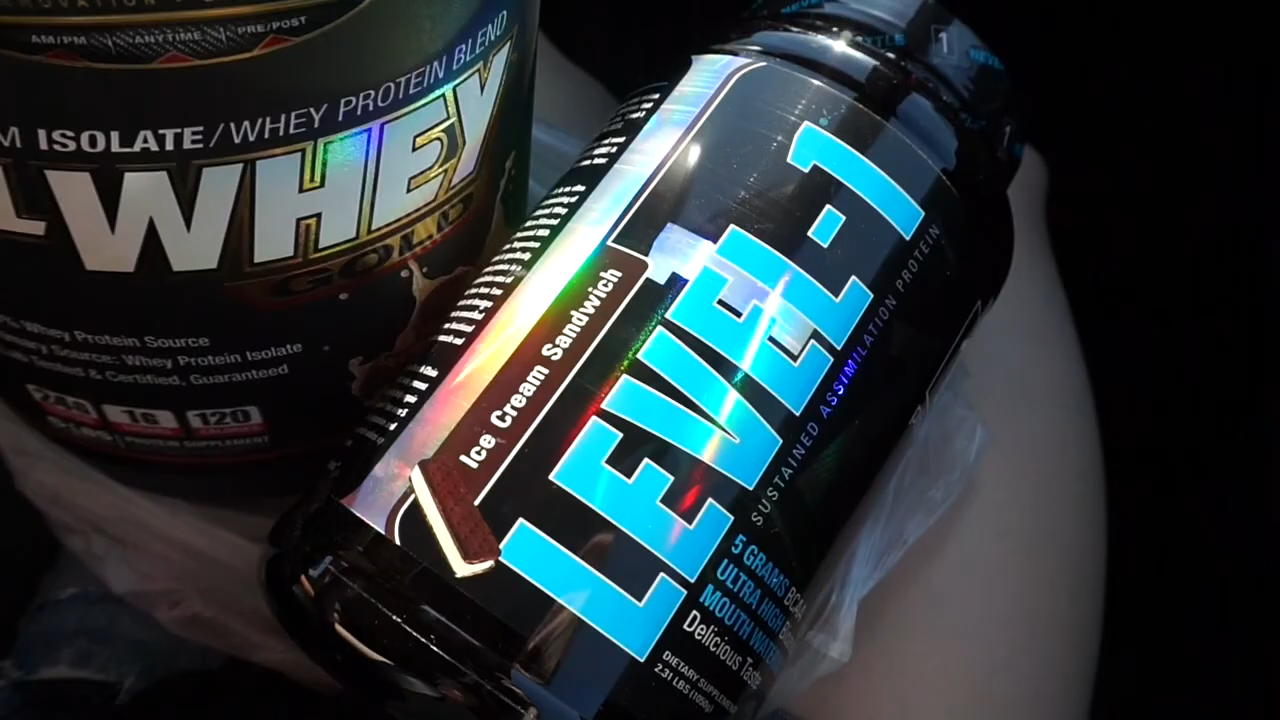 INNOVATION
AM/PM | ANYTIME | PRE/POST
ISOLATE/WHEY PROTEIN BLEND
WHEY
GOLD
Whey Protein Source
Source: Whey Protein Isolate
Tested & Certified, Guaranteed
24g 1g 120
PROTEIN SUPPLEMENT
1
LEVEL-1
SUSTAINED ASSIMILATION PROTEIN
Ice Cream Sandwich
5 GRAMS BCAA
ULTRA HIGH
MOUTH
Delicious Taste
DIETARY SUPPLEMENT
2.31 LBS (1050g)